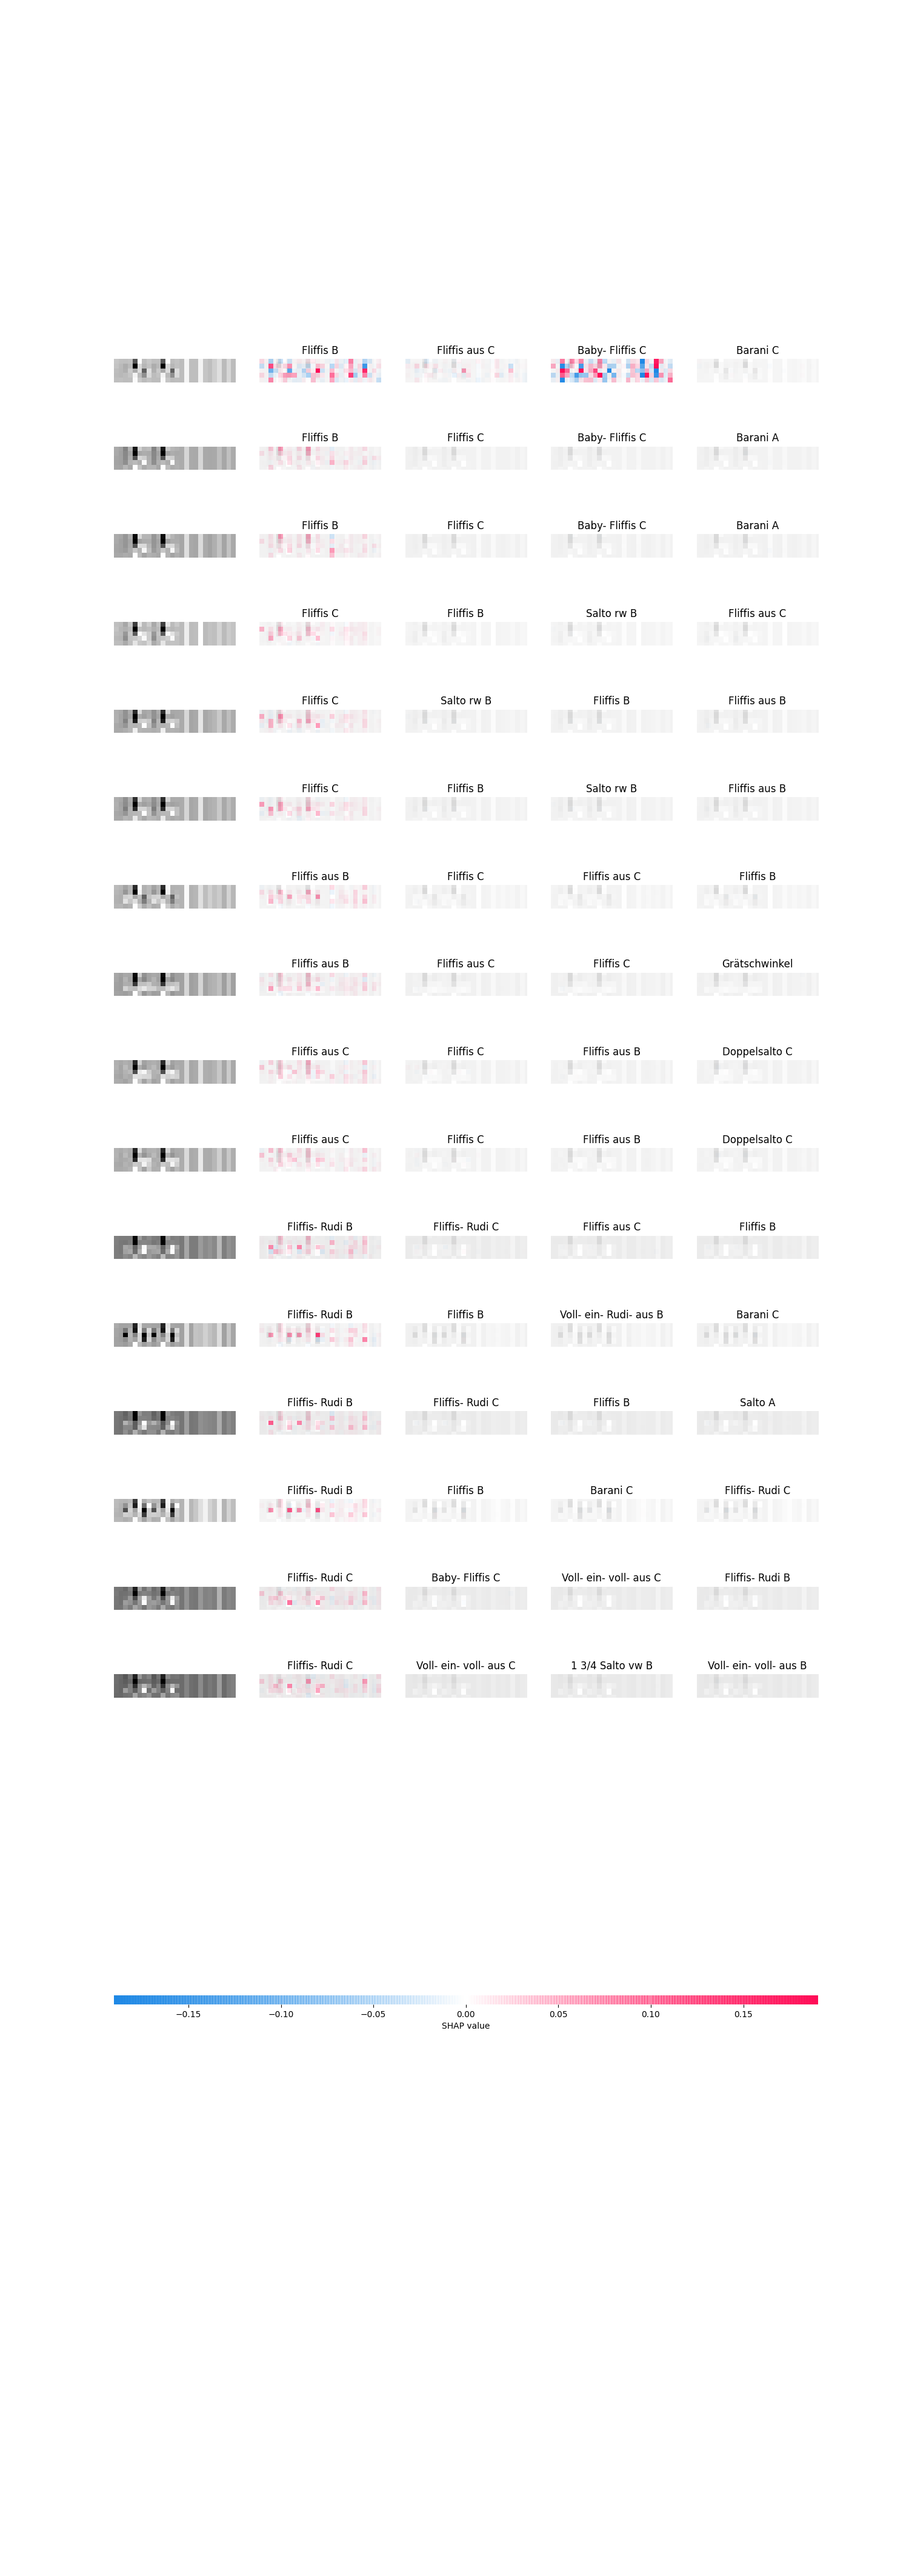 Fliffis B Fliffis aus C Baby- Fliffis C Barani C
Fliffis B Fliffis C Baby- Fliffis C Barani A
Fliffis B Fliffis C Baby- Fliffis C Barani A
Fliffis C Fliffis B Salto rw B Fliffis aus C
Fliffis C Salto rw B Fliffis B Fliffis aus B
Fliffis C Fliffis B Salto rw B Fliffis aus B
Fliffis aus B Fliffis C Fliffis aus C Fliffis B
Fliffis aus B Fliffis aus C Fliffis C Grätschwinkel
Fliffis aus C Fliffis C Fliffis aus B Doppelsalto C
Fliffis aus C Fliffis C Fliffis aus B Doppelsalto C
Fliffis- Rudi B Fliffis- Rudi C Fliffis aus C Fliffis B
Fliffis- Rudi B Fliffis B Voll- ein- Rudi- aus B Barani C
Fliffis- Rudi B Fliffis- Rudi C Fliffis B Salto A
Fliffis- Rudi B Fliffis B Barani C Fliffis- Rudi C
Fliffis- Rudi C Baby- Fliffis C Voll- ein- voll- aus C Fliffis- Rudi B
Fliffis- Rudi C Voll- ein- voll- aus C 1 3/4 Salto vw B Voll- ein- voll- aus B
−0.15 −0.10 −0.05 0.00 0.05 0.10 0.15
SHAP value